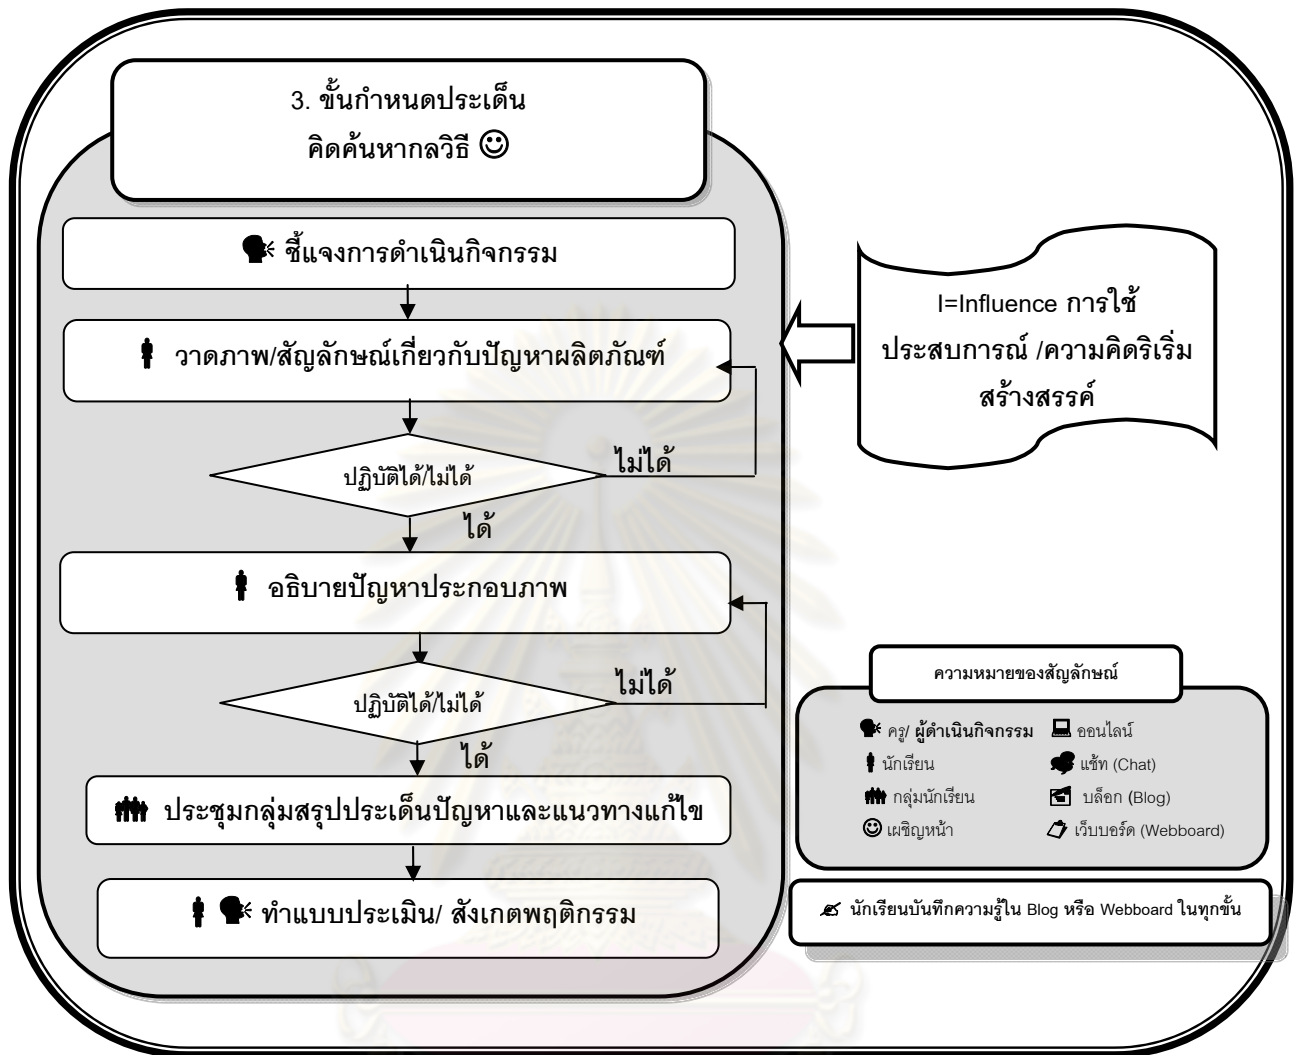 3. ขั้นกำหนดประเด็น
คิดค้นหากลวิธี ☺
ชี้แจงการดำเนินกิจกรรม
วาดภาพ/สัญลักษณ์เกี่ยวกับปัญหาผลิตภัณฑ์
ปฏิบัติได้/ไม่ได้
ไม่ได้
ได้
อธิบายปัญหาประกอบภาพ
ปฏิบัติได้/ไม่ได้
ไม่ได้
ได้
ประชุมกลุ่มสรุปประเด็นปัญหาและแนวทางแก้ไข
ทำแบบประเมิน/ สังเกตพฤติกรรม
I=Influence การใช้
ประสบการณ์ /ความคิดริเริ่ม
สร้างสรรค์
ความหมายของสัญลักษณ์
ครู/ ผู้ดำเนินกิจกรรม
ออนไลน์
นักเรียน
แช้ท (Chat)
กลุ่มนักเรียน
บล็อก (Blog)
☺ เผชิญหน้า
เว็บบอร์ด (Webboard)
นักเรียนบันทึกความรู้ใน Blog หรือ Webboard ในทุกขั้น